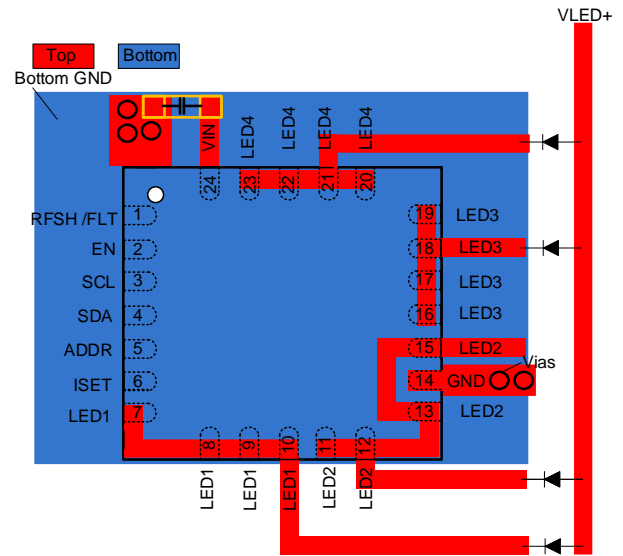 VLED+
Top
Bottom
Bottom GND
VIN
LED4
LED4
LED4
LED4
24
23
22
21
20
RFSH /FLT
1
19
LED3
EN
2
18
LED3
SCL
3
17
LED3
SDA
4
16
LED3
ADDR
5
15
LED2
Vias
ISET
6
14
GND
LED1
7
13
LED2
8
9
10
11
12
LED1
LED1
LED1
LED2
LED2